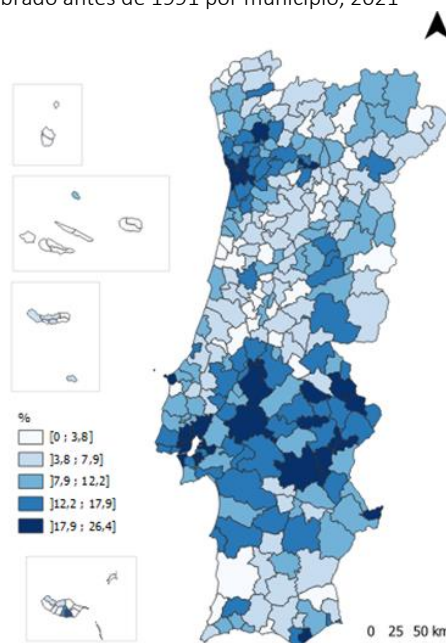 antes de 1991 por município, 2021
%
[0 ; 3,8]
]3,8 ; 7,9]
]7,9 ; 12,2]
]12,2 ; 17,9]
]17,9 ; 26,4]
0 25 50 km